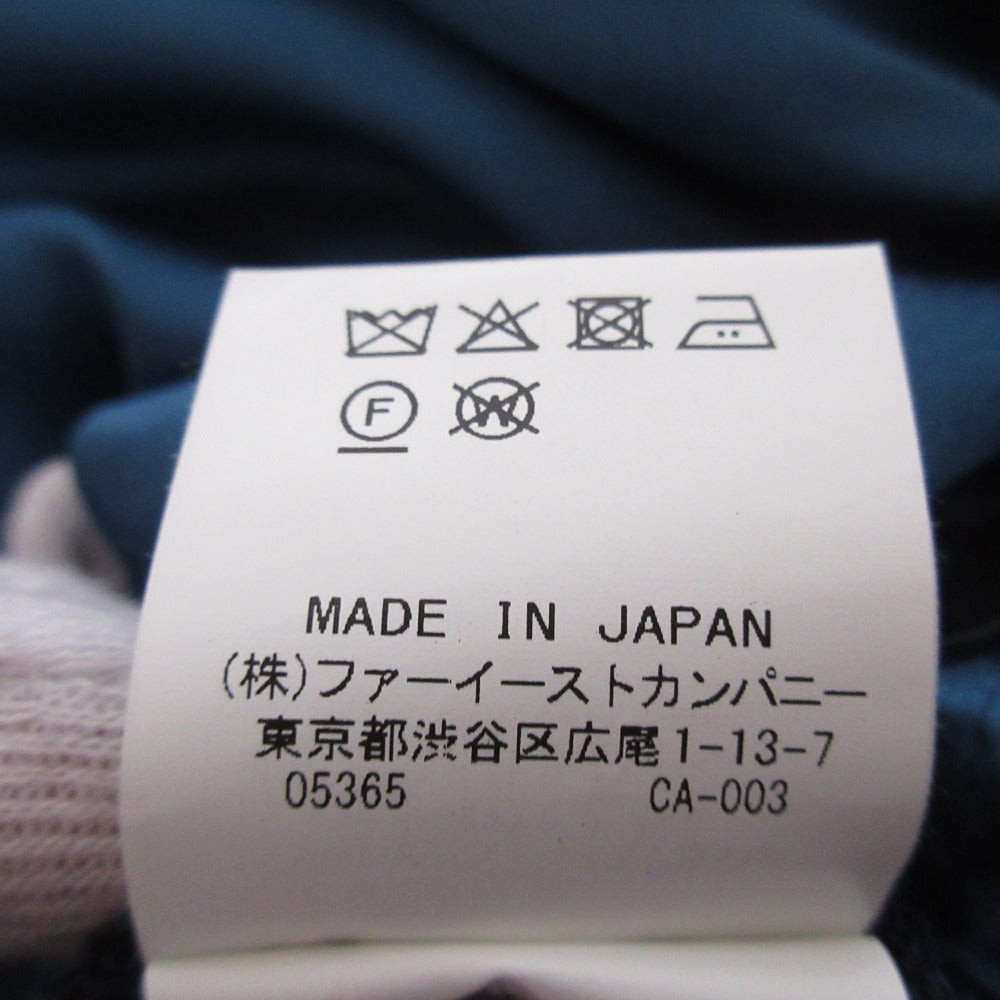 F W
MADE IN JAPAN
(株)ファーイーストカンパニー
東京都渋谷区広尾1-13-7
05365 CA-003